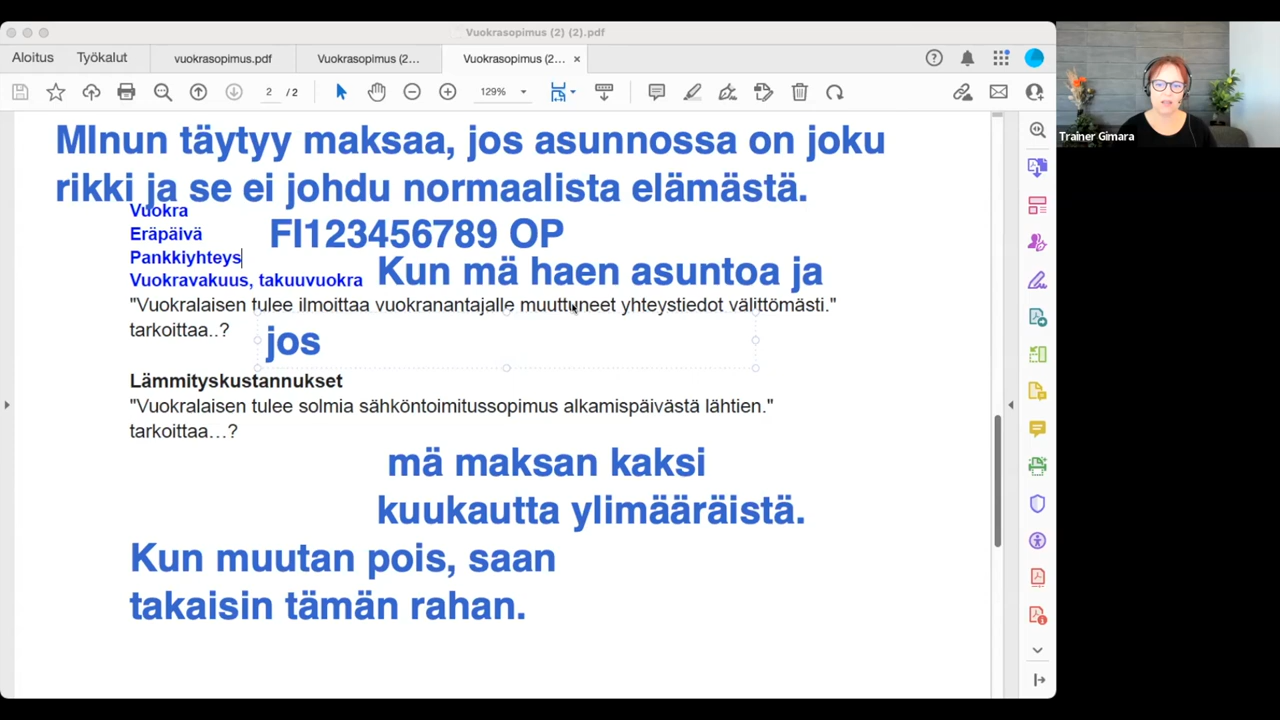 Vuokrasopimus (2) (2).pdf
Aloitus Työkalut vuokrasopimus.pdf Vuokrasopimus (2... Vuokrasopimus (2... ×
2 / 2 129%
Trainer Gimara
MInun täytyy maksaa, jos asunnossa on joku
rikki ja se ei johdu normaalista elämästä.
Vuokra
Eräpäivä
FI123456789 OP
Pankkiyhteys
Kun mä haen asuntoa ja
Vuokravakuus, takuuvuokra
"Vuokralaisen tulee ilmoittaa vuokranantajalle muuttuneet yhteystiedot välittömästi."
tarkoittaa..?
jos
Lämmityskustannukset
"Vuokralaisen tulee solmia sähköntoimitussopimus alkamispäivästä lähtien."
tarkoittaa…?
mä maksan kaksi
kuukautta ylimääräistä.
Kun muutan pois, saan
takaisin tämän rahan.